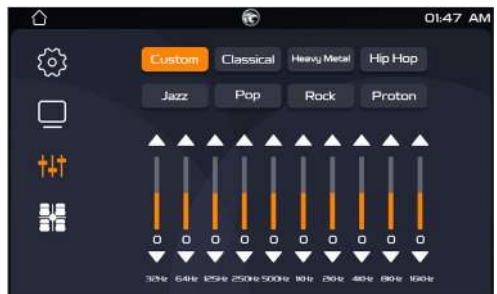 01:47 AM
Custom Classical Heavy Metal Hip Hop
Jazz Pop Rock Proton
0 0 0 0 0 0 0 0 0 0
32Hz 64Hz 125Hz 250Hz 500Hz 1KHz 2KHz 4KHz 8KHz 16KHz